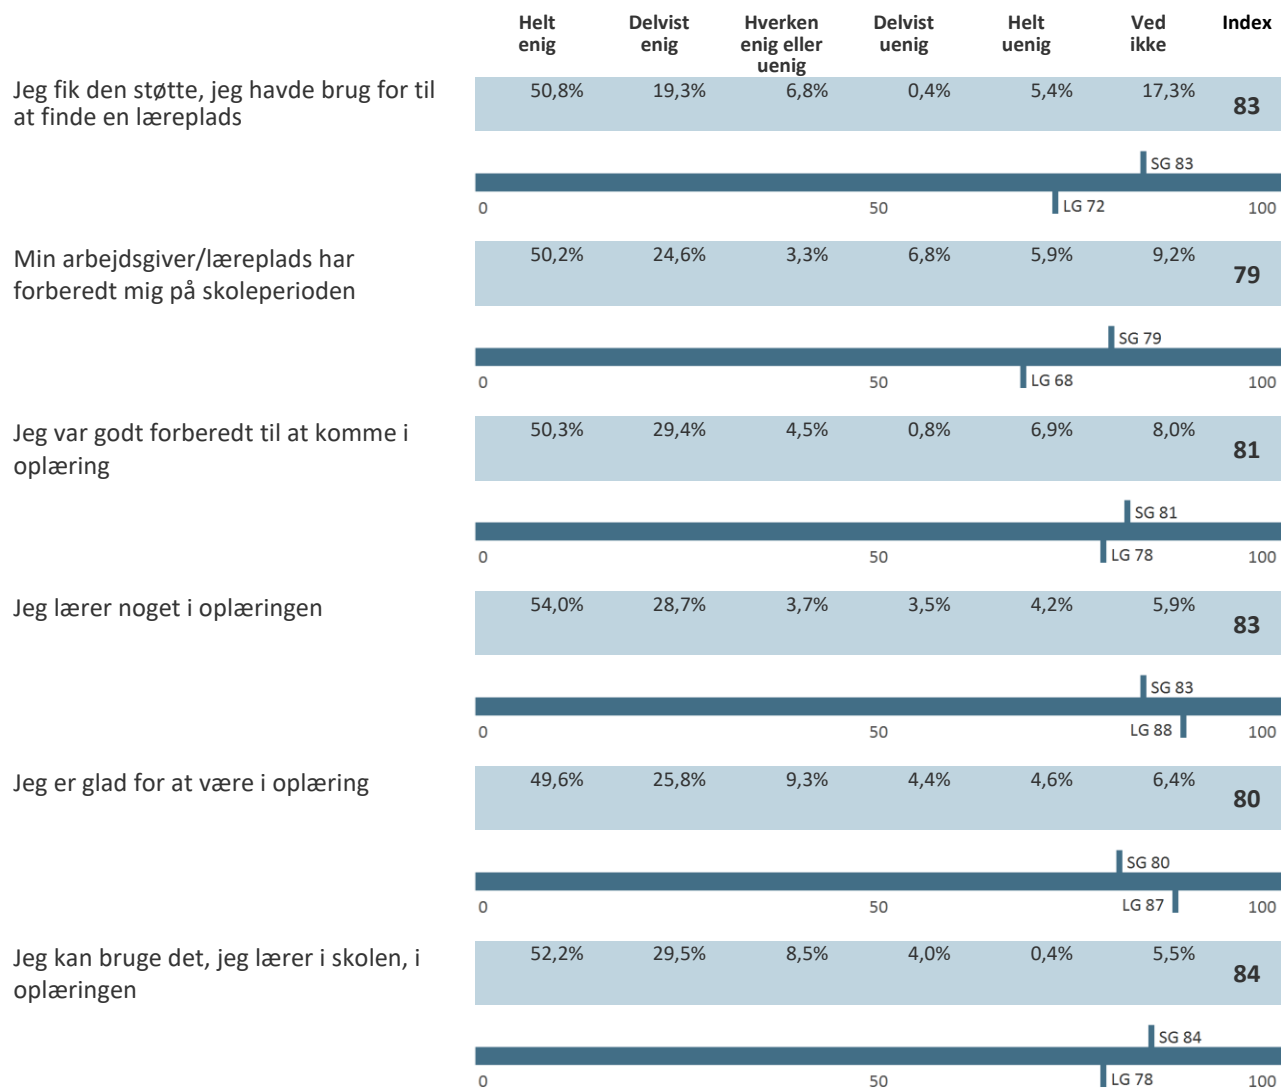 Helt enig Delvist enig Hverken enig eller uenig Delvist uenig Helt uenig Ved ikke Index
Jeg fik den støtte, jeg havde brug for til
at finde en læreplads
50,8% 19,3% 6,8% 0,4% 5,4% 17,3% 83
SG 83
0 50 LG 72 100
Min arbejdsgiver/læreplads har
forberedt mig på skoleperioden
50,2% 24,6% 3,3% 6,8% 5,9% 9,2% 79
SG 79
0 50 LG 68 100
Jeg var godt forberedt til at komme i
oplæring
50,3% 29,4% 4,5% 0,8% 6,9% 8,0% 81
SG 81
0 50 LG 78 100
Jeg lærer noget i oplæringen
54,0% 28,7% 3,7% 3,5% 4,2% 5,9% 83
SG 83
0 50 LG 88 100
Jeg er glad for at være i oplæring
49,6% 25,8% 9,3% 4,4% 4,6% 6,4% 80
SG 80
0 50 LG 87 100
Jeg kan bruge det, jeg lærer i skolen, i
oplæringen
52,2% 29,5% 8,5% 4,0% 0,4% 5,5% 84
SG 84
0 50 LG 78 100